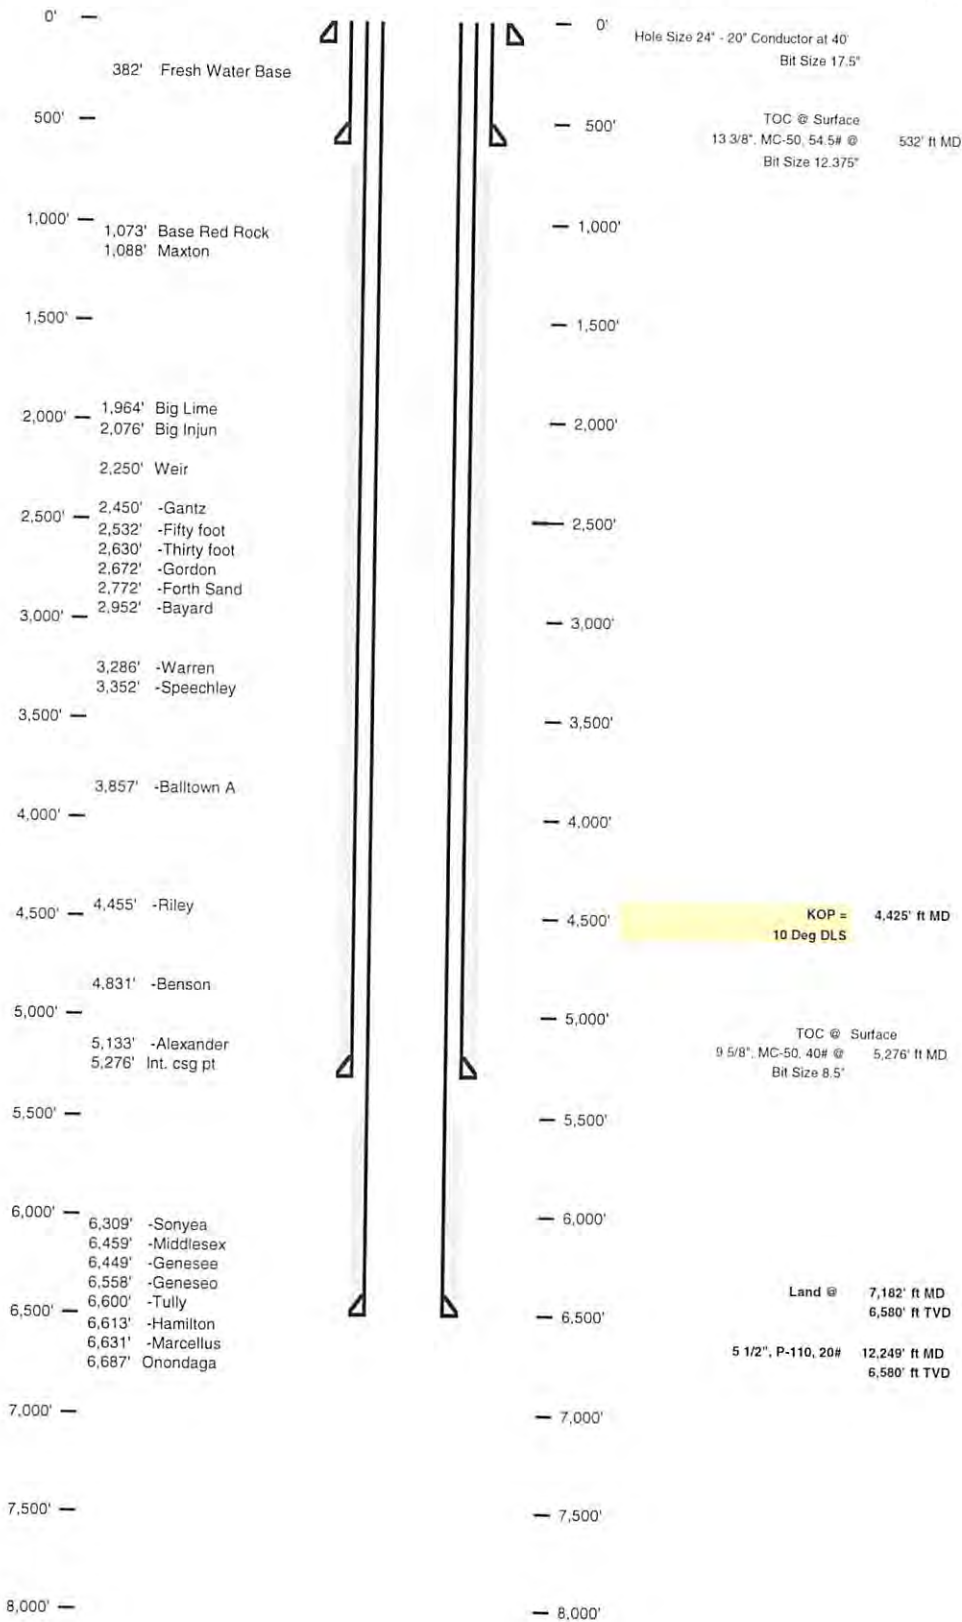 0'
382' Fresh Water Base
500'
1,000'
1,073' Base Red Rock
1,088' Maxton
1,500'
1,964' Big Lime
2,000'
2,076' Big Injun
2,250' Weir
2,450' -Gantz
2,500'
2,532' -Fifty foot
2,630' -Thirty foot
2,672' -Gordon
2,772' -Forth Sand
2,952' -Bayard
3,000'
3,286' -Warren
3,352' -Speechley
3,500'
3,857' -Balltown A
4,000'
4,455' -Riley
4,500'
4,831' -Benson
5,000'
5,133' -Alexander
5,276' Int. csg pt
5,500'
6,000'
6,309' -Sonyea
6,459' -Middlesex
6,449' -Genesee
6,558' -Geneseo
6,600' -Tully
6,500'
6,613' -Hamilton
6,631' -Marcellus
6,687' Onondaga
7,000'
7,500'
8,000'
0'
500'
1,000'
1,500'
2,000'
2,500'
3,000'
3,500'
4,000'
4,500'
5,000'
5,500'
6,000'
6,500'
7,000'
7,500'
8,000'
Hole Size 24" - 20" Conductor at 40'
Bit Size 17.5"
TOC @ Surface
13 3/8", MC-50, 54.5# @ 532' ft MD
Bit Size 12.375"
KOP = 4,425' ft MD
10 Deg DLS
TOC @ Surface
9 5/8", MC-50, 40# @ 5,276' ft MD
Bit Size 8.5"
Land @ 7,182' ft MD
6,580' ft TVD
5 1/2", P-110, 20# 12,249' ft MD
6,580' ft TVD